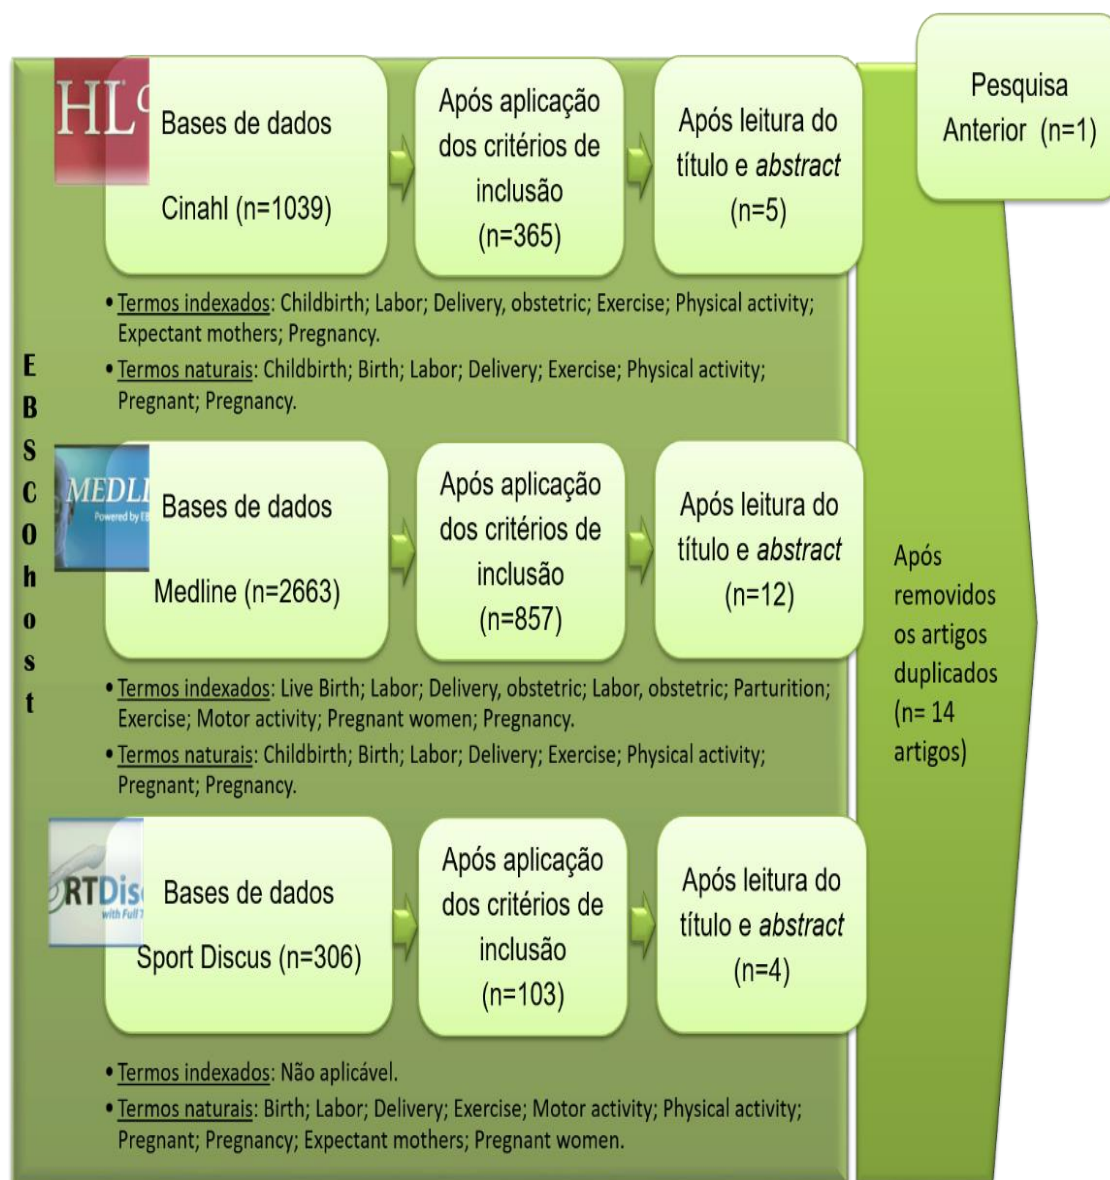 HL
Bases de dados
Cinahl (n=1039)
Após aplicação
dos critérios de
inclusão
(n=365)
Após leitura do
título e abstract
(n=5)
Pesquisa
Anterior (n=1)
• Termos indexados: Childbirth; Labor; Delivery, obstetric; Exercise; Physical activity;
Expectant mothers; Pregnancy.
• Termos naturais: Childbirth; Birth; Labor; Delivery; Exercise; Physical activity;
Pregnant; Pregnancy.
EBSCOhost
MEDLI
Powered by EB
Bases de dados
Medline (n=2663)
Após aplicação
dos critérios de
inclusão
(n=857)
Após leitura do
título e abstract
(n=12)
• Termos indexados: Live Birth; Labor; Delivery, obstetric; Labor, obstetric; Parturition;
Exercise; Motor activity; Pregnant women; Pregnancy.
• Termos naturais: Childbirth; Birth; Labor; Delivery; Exercise; Physical activity;
Pregnant; Pregnancy.
RTDisc
with Full T
Bases de dados
Sport Discus (n=306)
Após aplicação
dos critérios de
inclusão
(n=103)
Após leitura do
título e abstract
(n=4)
• Termos indexados: Não aplicável.
• Termos naturais: Birth; Labor; Delivery; Exercise; Motor activity; Physical activity;
Pregnant; Pregnancy; Expectant mothers; Pregnant women.
Após
removidos
os artigos
duplicados
(n= 14
artigos)